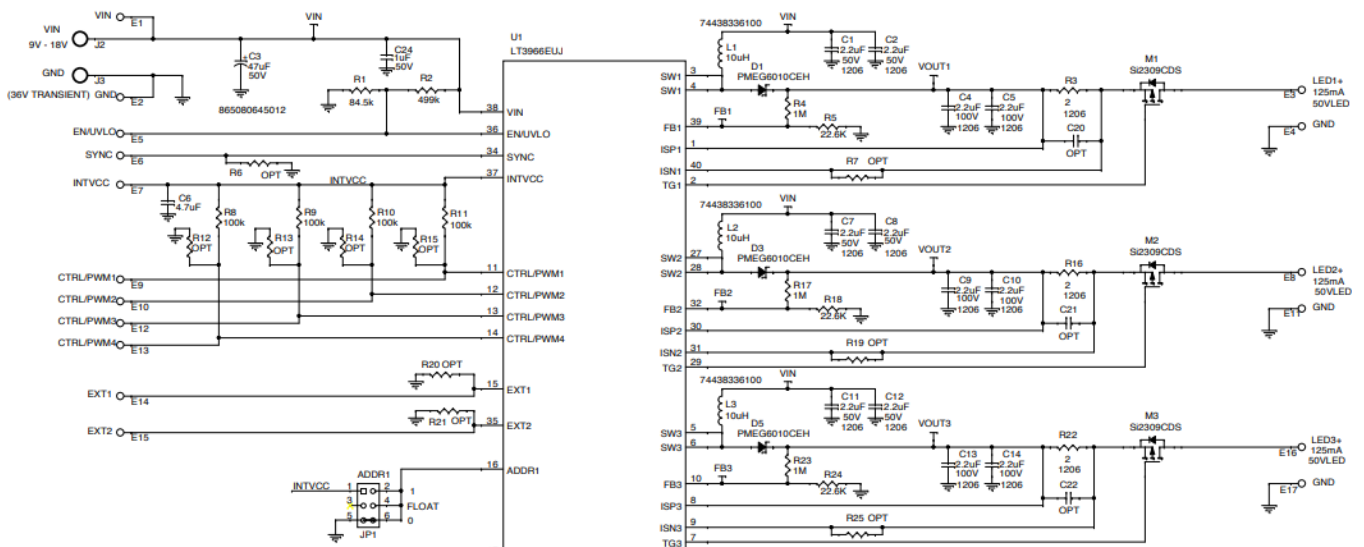 VIN
E1
VIN
9V - 18V
J2
GND
J3
(36V TRANSIENT)
GND
E2
VIN
C3
47uF
50V
865080645012
C24
1uF
50V
R1
84.5k
R2
499k
EN/UVLO
E5
SYNC
E6
R6
OPT
INTVCC
E7
INTVCC
C6
4.7uF
R8
100k
R9
100k
R10
100k
R11
100k
R12
OPT
R13
OPT
R14
OPT
R15
OPT
CTRL/PWM1
E9
CTRL/PWM2
E10
CTRL/PWM3
E12
CTRL/PWM4
E13
R20 OPT
EXT1
E14
R21
OPT
EXT2
E15
INTVCC
ADDR1
1
2
1
3
4
FLOAT
5
6
0
JP1
U1
LT3966EUJ
38
VIN
36
EN/UVLO
34
SYNC
37
INTVCC
11
CTRL/PWM1
12
CTRL/PWM2
13
CTRL/PWM3
14
CTRL/PWM4
15
EXT1
35
EXT2
16
ADDR1
SW1
3
SW1
4
FB1
39
ISP1
1
ISN1
40
TG1
2
74438336100
VIN
L1
10uH
C1
2.2uF
50V
1206
C2
2.2uF
50V
1206
D1
PMEG6010CEH
VOUT1
R4
1M
FB1
R5
22.6K
C4
2.2uF
100V
1206
C5
2.2uF
100V
1206
R3
2
1206
C20
OPT
R7
OPT
M1
Si2309CDS
E3
LED1+
125mA
50VLED
GND
E4
SW2
27
SW2
28
FB2
32
ISP2
30
ISN2
31
TG2
29
74438336100
VIN
L2
10uH
C7
2.2uF
50V
1206
C8
2.2uF
50V
1206
D3
PMEG6010CEH
VOUT2
R17
1M
FB2
R18
22.6K
C9
2.2uF
100V
1206
C10
2.2uF
100V
1206
R16
2
1206
C21
OPT
R19 OPT
M2
Si2309CDS
E8
LED2+
125mA
50VLED
GND
E11
SW3
5
SW3
6
FB3
10
ISP3
8
ISN3
9
TG3
7
74438336100
VIN
L3
10uH
C11
2.2uF
50V
1206
C12
2.2uF
50V
1206
D5
PMEG6010CEH
VOUT3
R23
1M
FB3
R24
22.6K
C13
2.2uF
100V
1206
C14
2.2uF
100V
1206
R22
2
1206
C22
OPT
R25 OPT
M3
Si2309CDS
E16
LED3+
125mA
50VLED
GND
E17